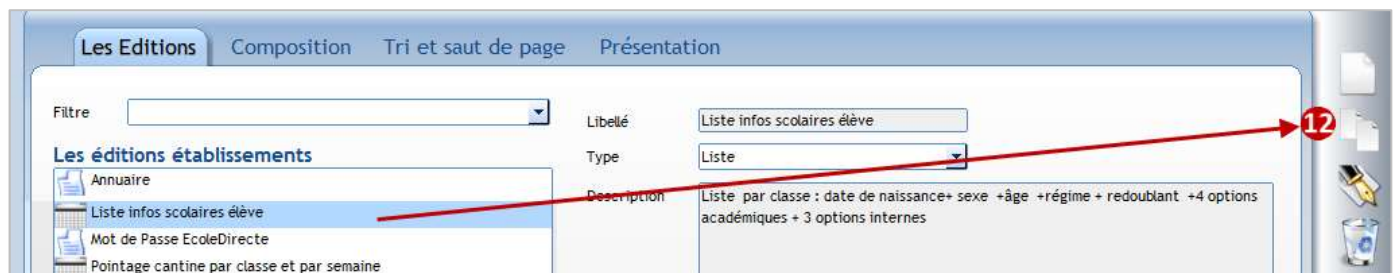 Les Editions Composition Tri et saut de page Présentation
Filtre
Les éditions établissements
Annuaire
Liste infos scolaires élève
Mot de Passe EcoleDirecte
Pointage cantine par classe et par semaine
Libellé Liste infos scolaires élève
Type Liste
Description Liste par classe : date de naissance+ sexe +âge +régime + redoublant +4 options
académiques + 3 options internes
12